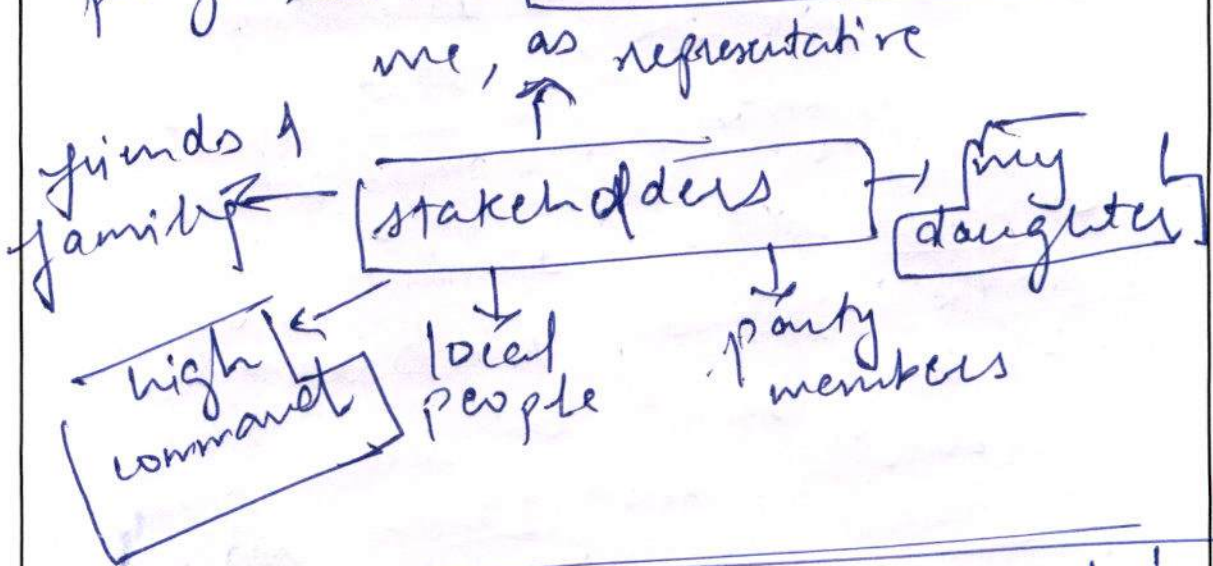 me, as representative
friends &
family
stakeholders
my
daughter
high
command
local
people
party
members